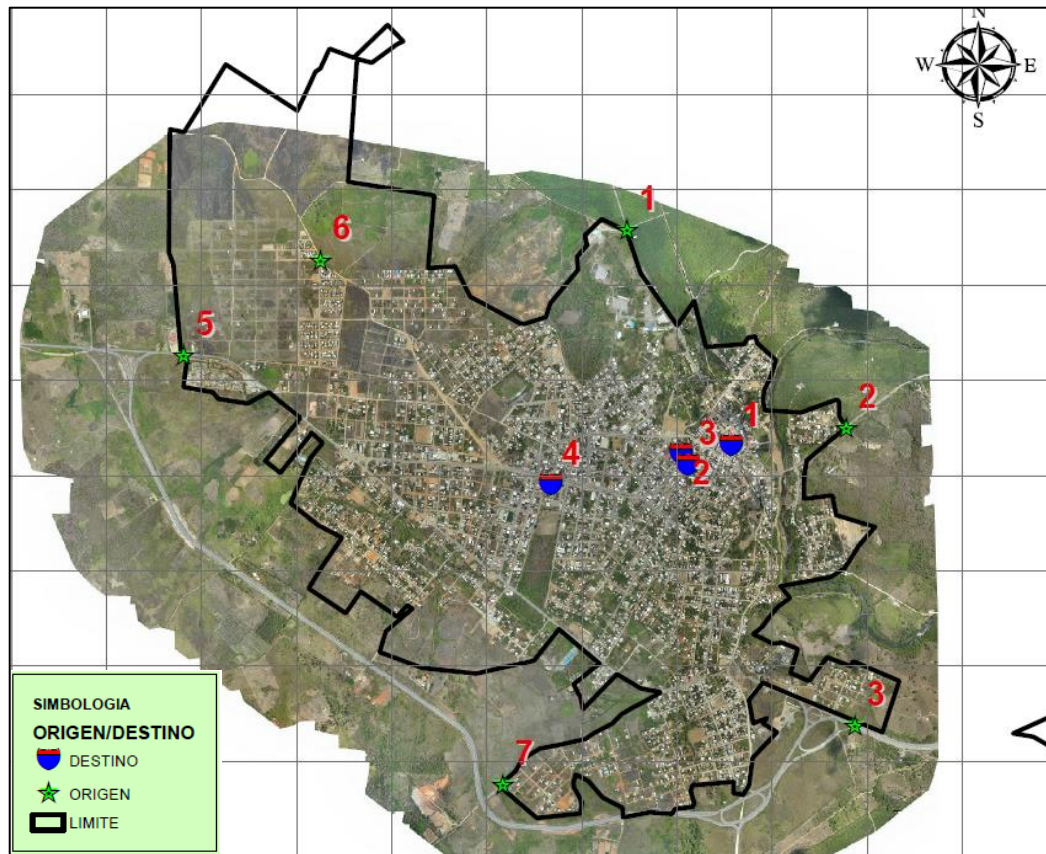 N
W E
S
1
6
5
2
1
3
4
2
3
7
SIMBOLOGIA
ORIGEN/DESTINO
DESTINO
ORIGEN
LIMITE